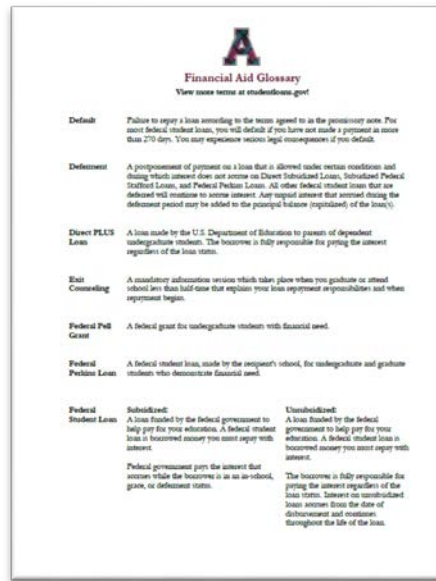 A
Financial Aid Glossary
View more terms at studentloans.gov!
Default Failure to repay a loan according to the terms agreed to in the promissory note. For
most federal student loans, you will default if you have not made a payment in more
than 270 days. You may experience serious legal consequences if you default.
Deferment A postponement of payment on a loan that is allowed under certain conditions and
during which interest does not accrue on Direct Subsidized Loans, Subsidized Federal
Stafford Loans, and Federal Perkins Loans. All other federal student loans that are
deferred will continue to accrue interest. Any unpaid interest that accrued during the
deferment period may be added to the principal balance (capitalized) of the loan(s).
Direct PLUS A loan made by the U.S. Department of Education to parents of dependent
Loan undergraduate students. The borrower is fully responsible for paying the interest
regardless of the loan status.
Exit A mandatory information session which takes place when you graduate or attend
Counseling school less than half-time that explains your loan repayment responsibilities and when
repayment begins.
Federal Pell A federal grant for undergraduate students with financial need.
Grant
Federal A federal student loan, made by the recipient's school, for undergraduate and graduate
Perkins Loan students who demonstrate financial need.
Federal
Student Loan
Subsidized:
A loan funded by the federal government to
help pay for your education. A federal student
loan is borrowed money you must repay with
interest.
Federal government pays the interest that
accrues while the borrower is in an in-school,
grace, or deferment status.
Unsubsidized:
A loan funded by the federal
government to help pay for your
education. A federal student loan is
borrowed money you must repay with
interest.
The borrower is fully responsible for
paying the interest regardless of the
loan status. Interest on unsubsidized
loans accrues from the date of
disbursement and continues
throughout the life of the loan.